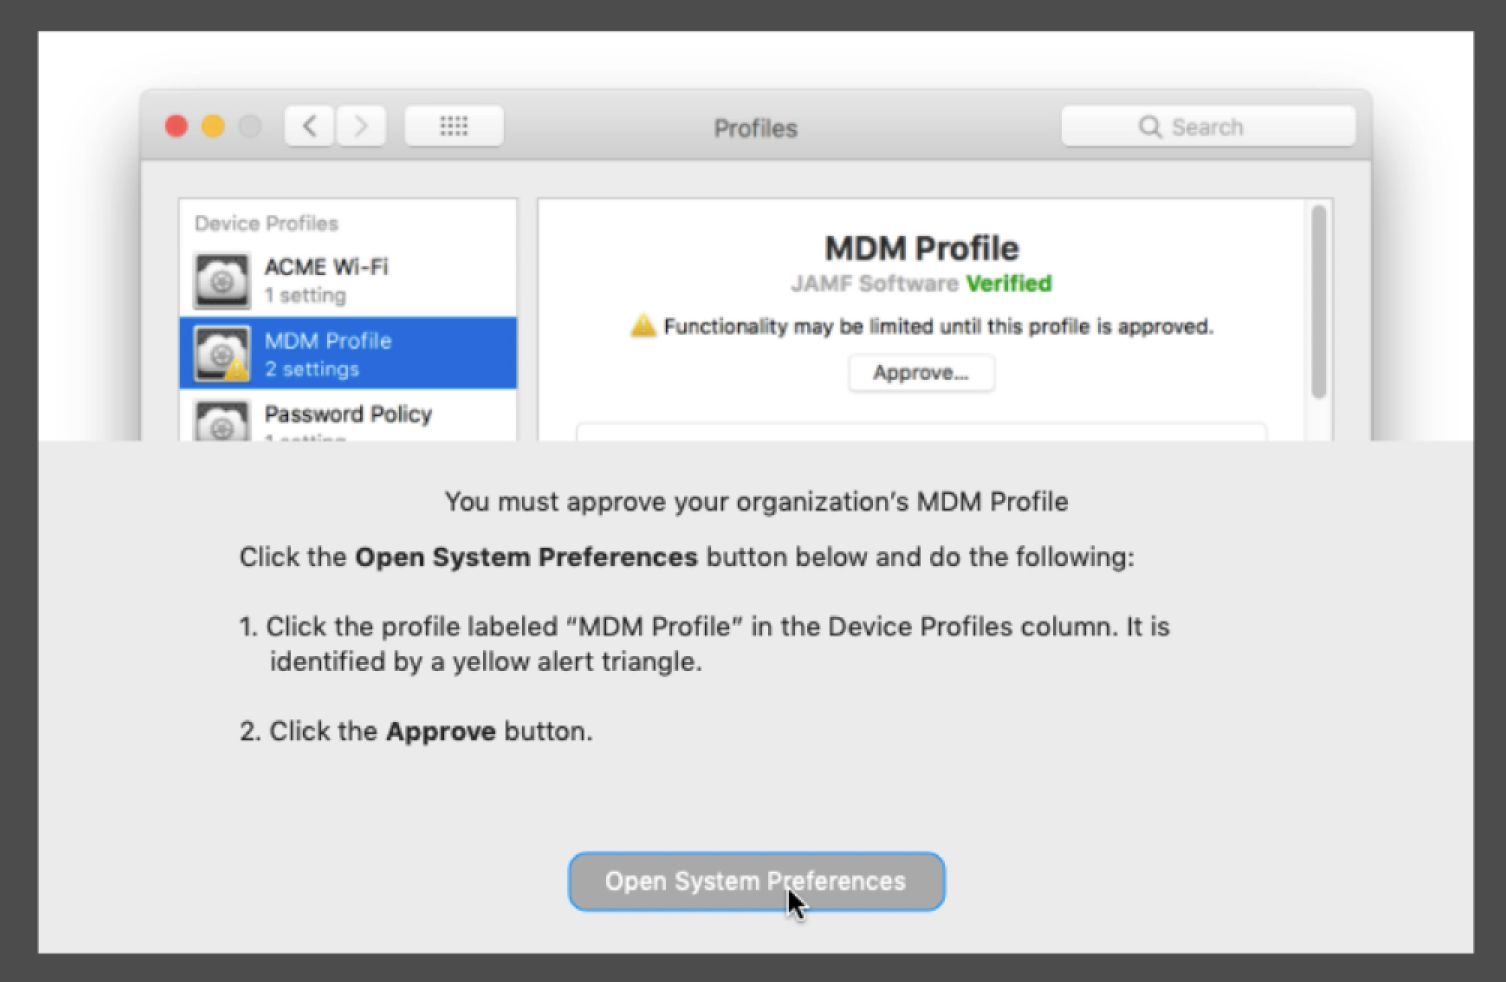 Profiles
Search
Device Profiles
ACME Wi-Fi
1 setting
MDM Profile
2 settings
Password Policy
MDM Profile
JAMF Software Verified
Functionality may be limited until this profile is approved.
Approve...
You must approve your organization's MDM Profile
Click the Open System Preferences button below and do the following:
1. Click the profile labeled “MDM Profile” in the Device Profiles column. It is
identified by a yellow alert triangle.
2. Click the Approve button.
Open System Preferences